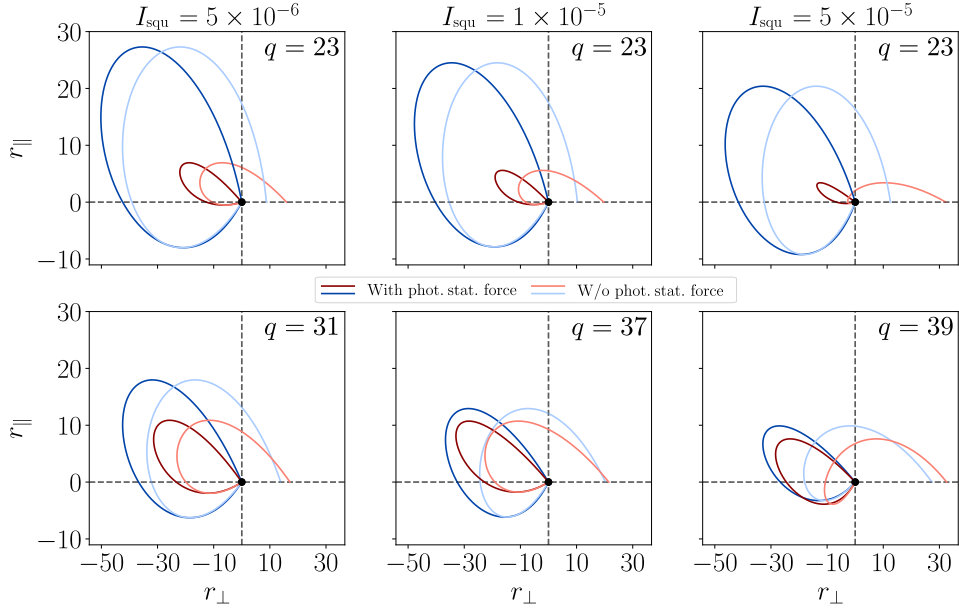 I_squ = 5 × 10^−6
I_squ = 1 × 10^−5
I_squ = 5 × 10^−5
30
20
10
0
−10
r_∥
q = 23
q = 23
q = 23
With phot. stat. force
W/o phot. stat. force
30
20
10
0
−10
r_∥
q = 31
q = 37
q = 39
−50 −30 −10 10 30
−50 −30 −10 10 30
−50 −30 −10 10 30
r_⊥
r_⊥
r_⊥